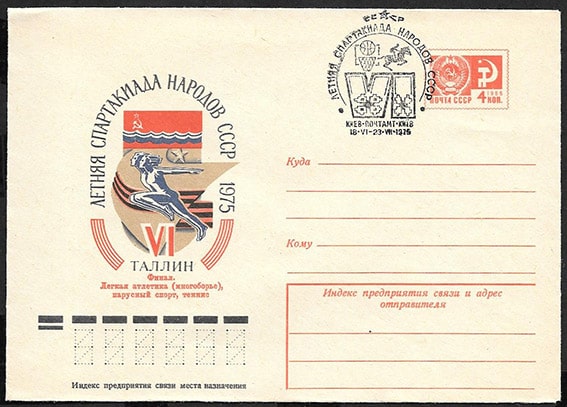 СССР
ЛЕТНЯЯ СПАРТАКИАДА НАРОДОВ СССР
VI
КИЕВ-ПОЧТАМТ-КИЇВ
18-VI-23-VII-1975
ПОЧТА СССР
1966
4 КОП.
ЛЕТНЯЯ СПАРТАКИАДА НАРОДОВ СССР 1975
VI
ТАЛЛИН
Финал.
Легкая атлетика (многоборье),
парусный спорт, теннис
Куда
Кому
Индекс предприятия связи и адрес
отправителя
Индекс предприятия связи места назначения